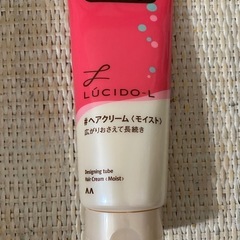 LÚCIDO-L
#ヘアクリーム〈モイスト〉
広がりおさえて長続き
Designing tube
Hair Cream〈Moist〉